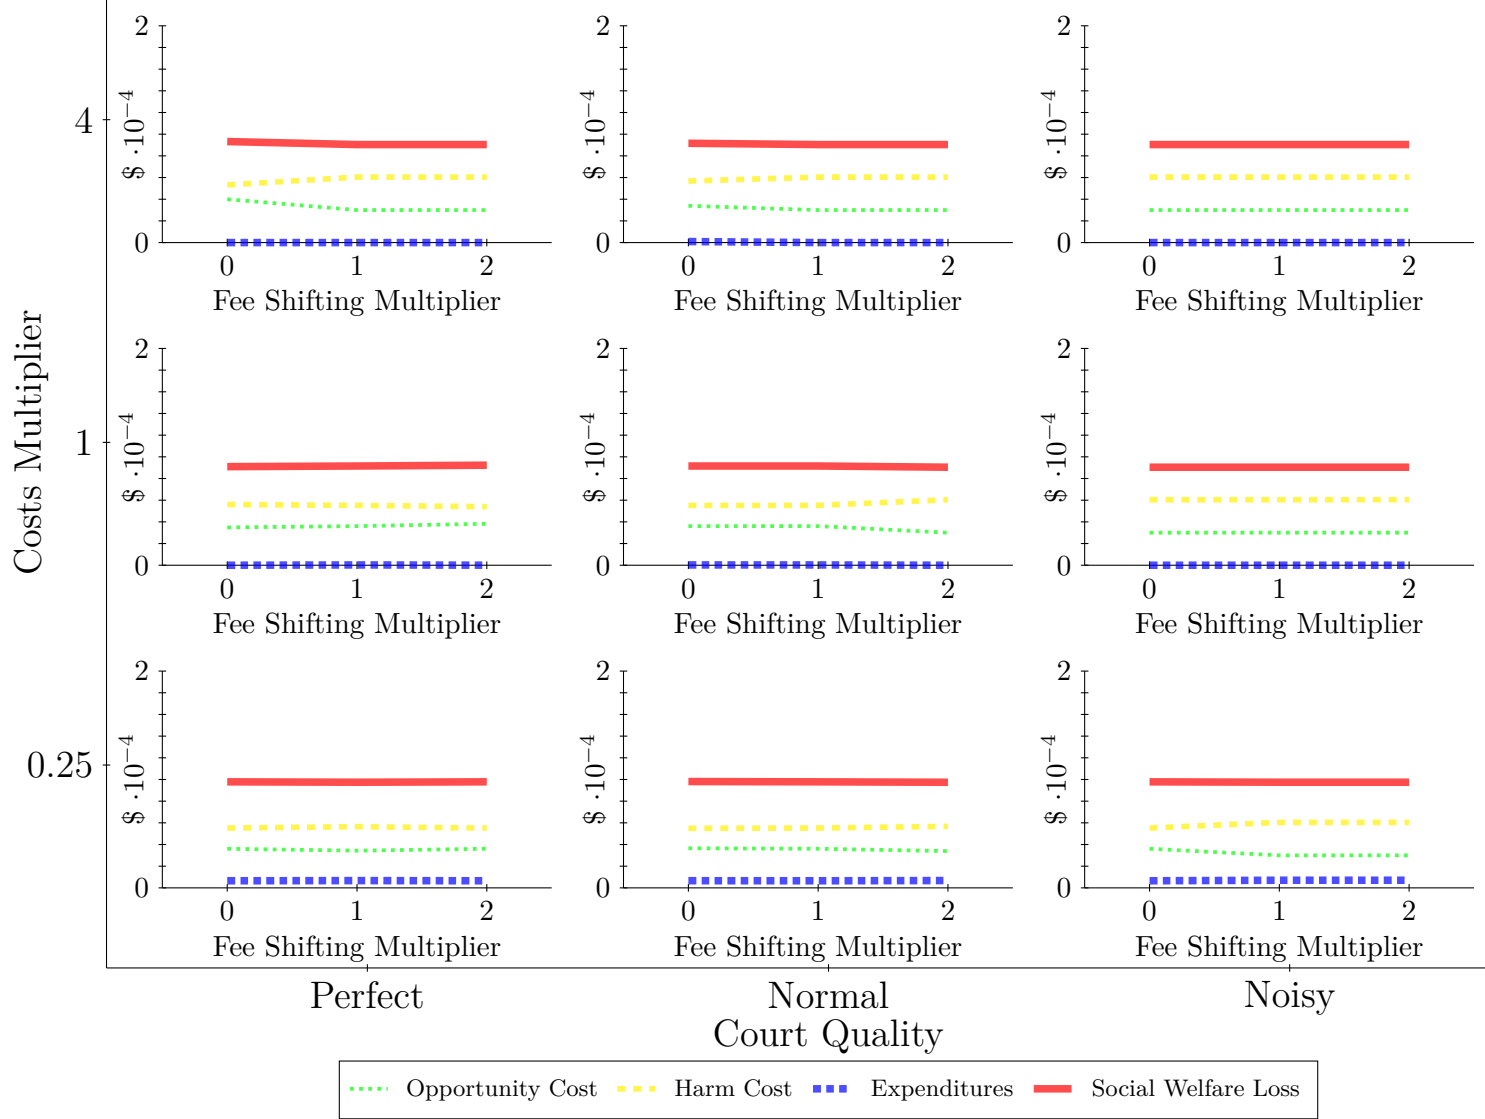 Costs Multiplier
4
1
0.25
2
0
$ ·10−4
0 1 2
Fee Shifting Multiplier
2
0
$ ·10−4
0 1 2
Fee Shifting Multiplier
2
0
$ ·10−4
0 1 2
Fee Shifting Multiplier
2
0
$ ·10−4
0 1 2
Fee Shifting Multiplier
2
0
$ ·10−4
0 1 2
Fee Shifting Multiplier
2
0
$ ·10−4
0 1 2
Fee Shifting Multiplier
2
0
$ ·10−4
0 1 2
Fee Shifting Multiplier
2
0
$ ·10−4
0 1 2
Fee Shifting Multiplier
2
0
$ ·10−4
0 1 2
Fee Shifting Multiplier
Perfect Normal Noisy
Court Quality
Opportunity Cost Harm Cost Expenditures Social Welfare Loss